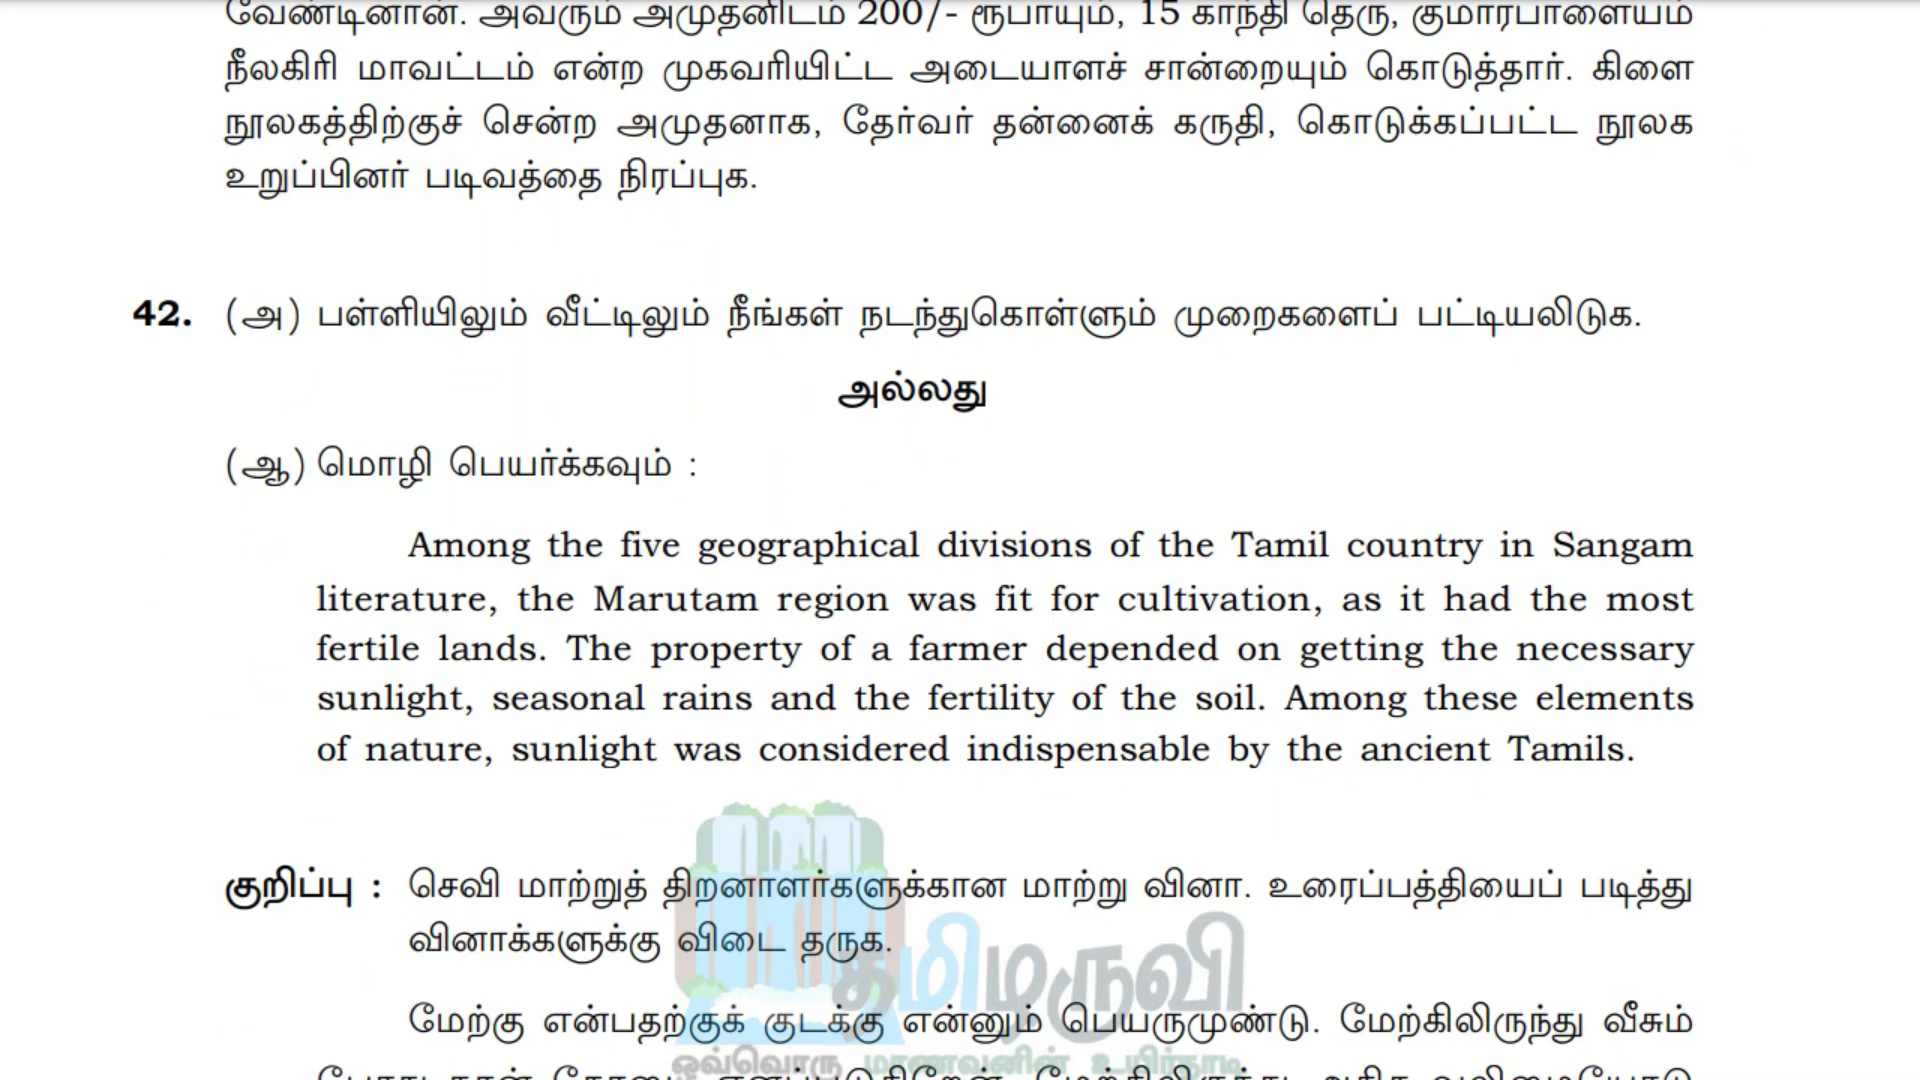 வேண்டினான். அவரும் அமுதனிடம் 200/- ரூபாயும், 15 காந்தி தெரு, குமாரபாளையம்
நீலகிரி மாவட்டம் என்ற முகவரியிட்ட அடையாளச் சான்றையும் கொடுத்தார். கிளை
நூலகத்திற்குச் சென்ற அமுதனாக, தேர்வர் தன்னைக் கருதி, கொடுக்கப்பட்ட நூலக
உறுப்பினர் படிவத்தை நிரப்புக.
42. (அ) பள்ளியிலும் வீட்டிலும் நீங்கள் நடந்துகொள்ளும் முறைகளைப் பட்டியலிடுக.
அல்லது
(ஆ) மொழி பெயர்க்கவும் :
Among the five geographical divisions of the Tamil country in Sangam
literature, the Marutam region was fit for cultivation, as it had the most
fertile lands. The property of a farmer depended on getting the necessary
sunlight, seasonal rains and the fertility of the soil. Among these elements
of nature, sunlight was considered indispensable by the ancient Tamils.
குறிப்பு : செவி மாற்றுத் திறனாளர்களுக்கான மாற்று வினா. உரைப்பத்தியைப் படித்து
வினாக்களுக்கு விடை தருக.
தமிழருவி
மேற்கு என்பதற்குக் குடக்கு என்னும் பெயருமுண்டு. மேற்கிலிருந்து வீசும்
ஒவ்வொரு மாணவனின் உயிர்நாடி